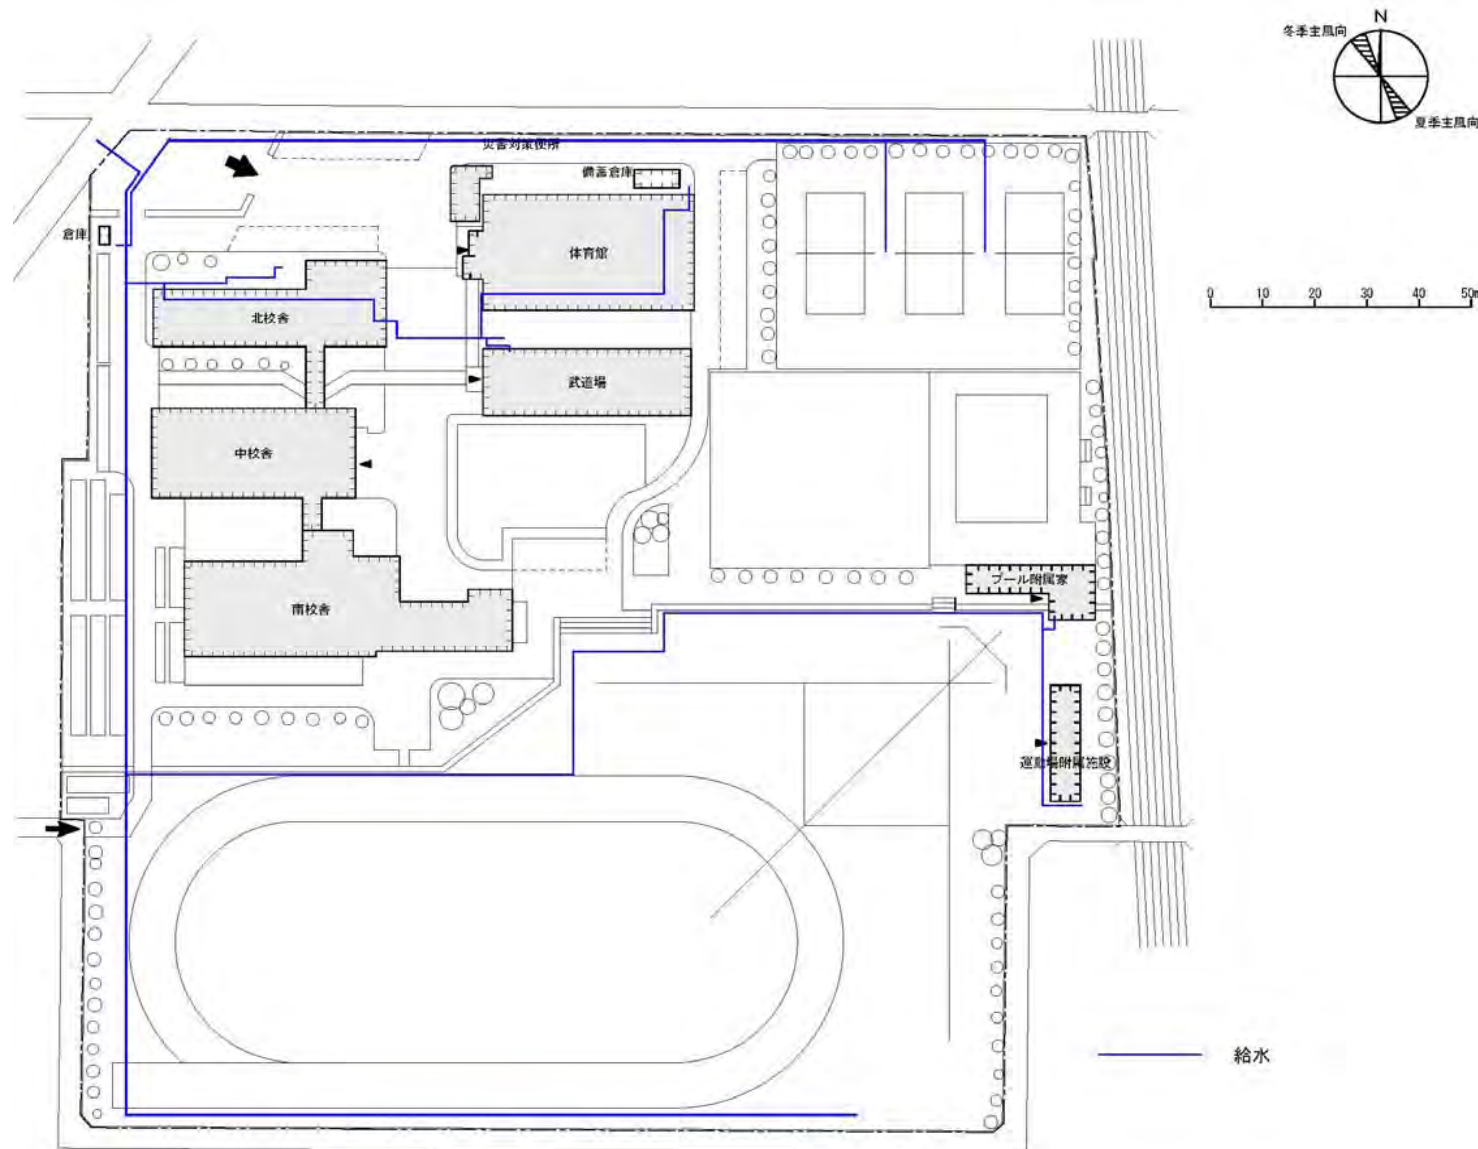 N
冬季主風向
夏季主風向
災害対策便所
備蓄倉庫
倉庫
体育館
0 10 20 30 40 50m
北校舎
武道場
中校舎
プール附属家
南校舎
運動場附属施設
給水